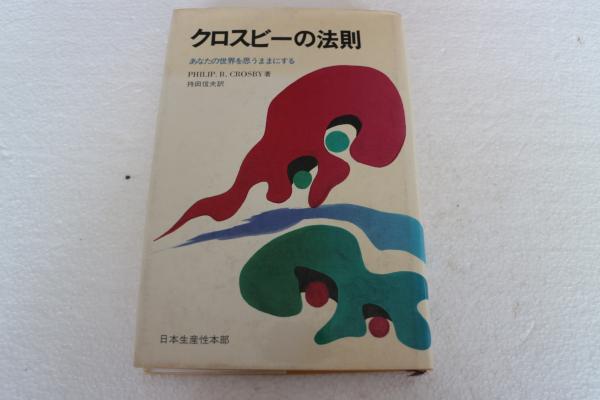 クロスビーの法則
あなたの世界を思うままにする
PHILIP. B. CROSBY 著
持田信夫訳
日本生産性本部